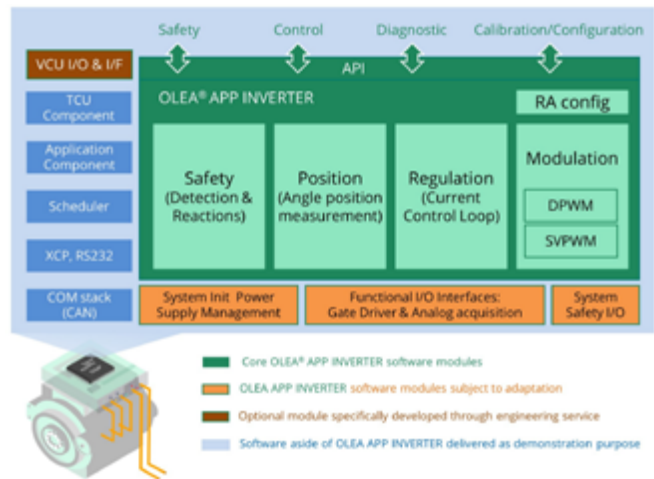 Safety
Control
Diagnostic
Calibration/Configuration
VCU I/O & I/F
API
TCU
Component
OLEA® APP INVERTER
RA config
Application
Component
Safety
(Detection &
Reactions)
Position
(Angle position
measurement)
Regulation
(Current
Control Loop)
Modulation
DPWM
SVPWM
Scheduler
XCP, RS232
COM stack
(CAN)
System Init Power
Supply Management
Functional I/O Interfaces:
Gate Driver & Analog acquisition
System
Safety I/O
Core OLEA® APP INVERTER software modules
OLEA APP INVERTER software modules subject to adaptation
Optional module specifically developed through engineering service
Software aside of OLEA APP INVERTER delivered as demonstration purpose